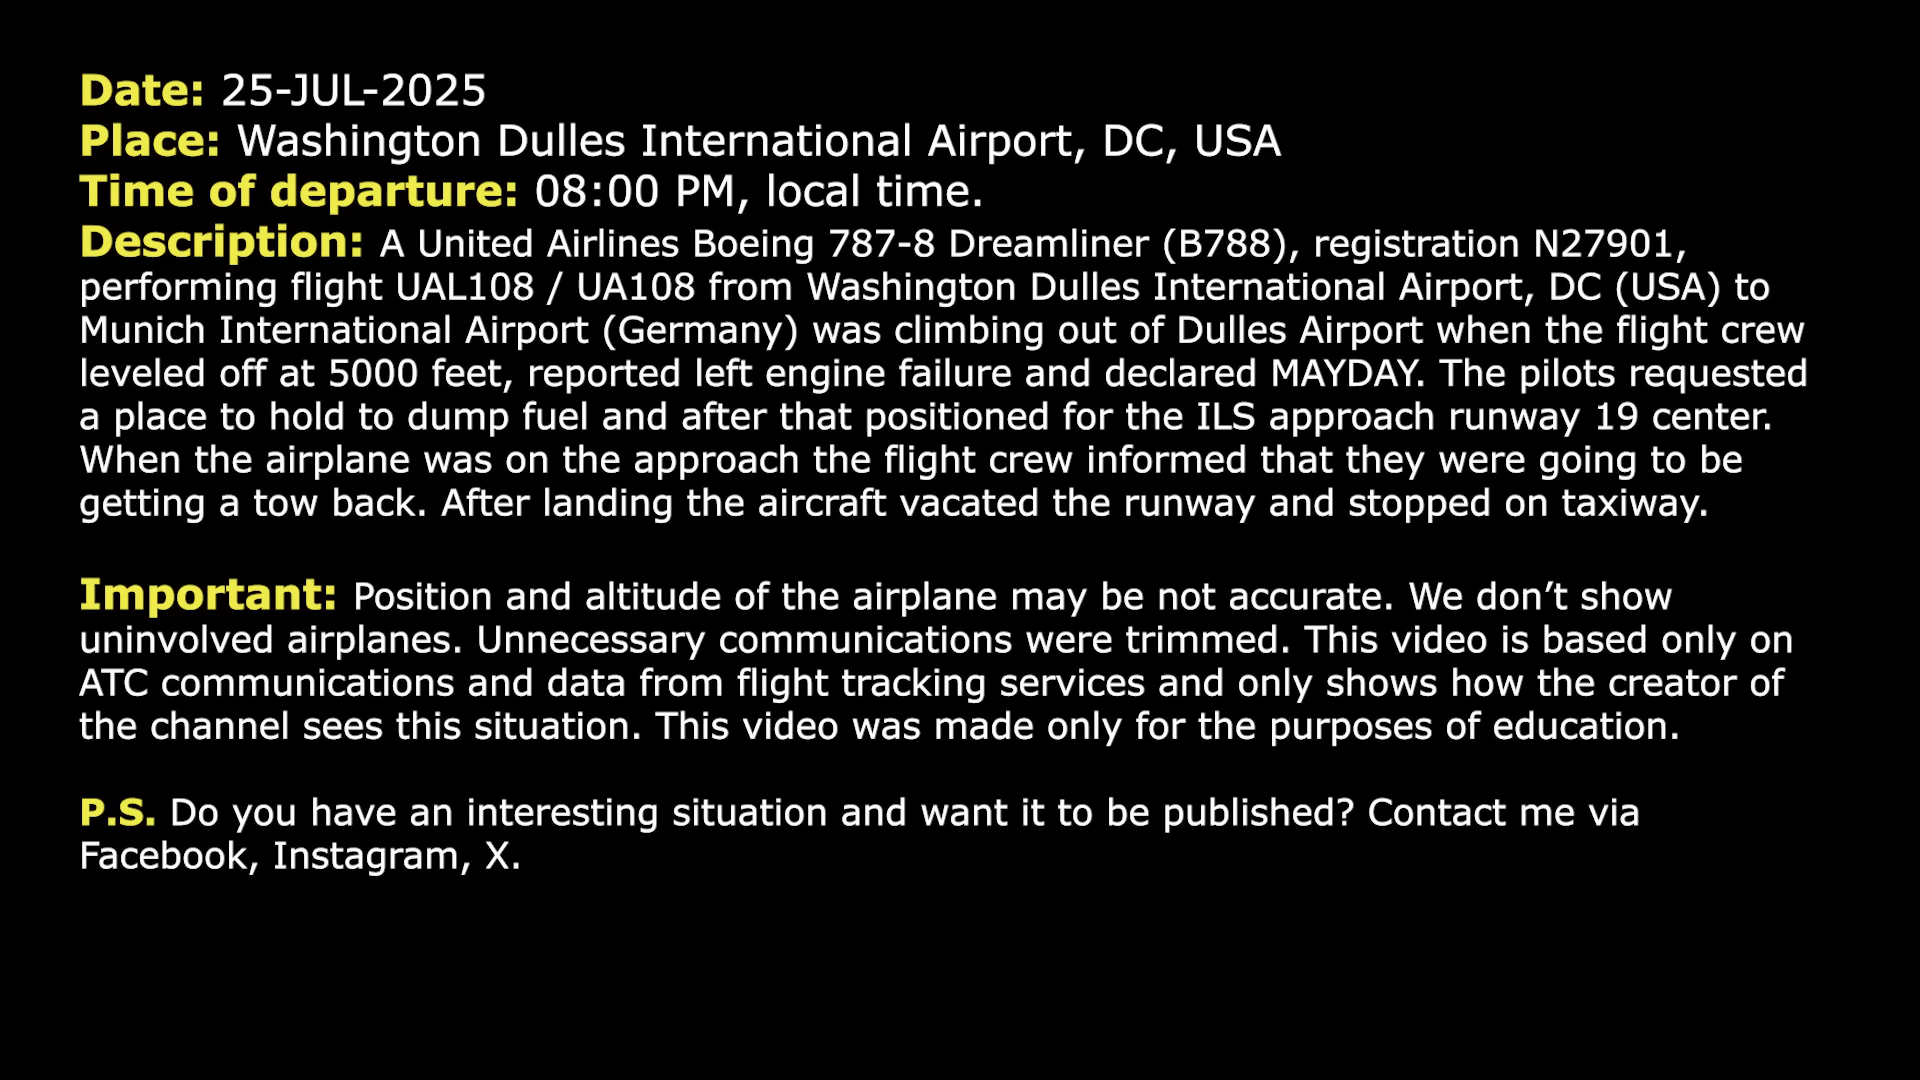 Date: 25-JUL-2025
Place: Washington Dulles International Airport, DC, USA
Time of departure: 08:00 PM, local time.
Description: A United Airlines Boeing 787-8 Dreamliner (B788), registration N27901,
performing flight UAL108 / UA108 from Washington Dulles International Airport, DC (USA) to
Munich International Airport (Germany) was climbing out of Dulles Airport when the flight crew
leveled off at 5000 feet, reported left engine failure and declared MAYDAY. The pilots requested
a place to hold to dump fuel and after that positioned for the ILS approach runway 19 center.
When the airplane was on the approach the flight crew informed that they were going to be
getting a tow back. After landing the aircraft vacated the runway and stopped on taxiway.
Important: Position and altitude of the airplane may be not accurate. We don’t show
uninvolved airplanes. Unnecessary communications were trimmed. This video is based only on
ATC communications and data from flight tracking services and only shows how the creator of
the channel sees this situation. This video was made only for the purposes of education.
P.S. Do you have an interesting situation and want it to be published? Contact me via
Facebook, Instagram, X.